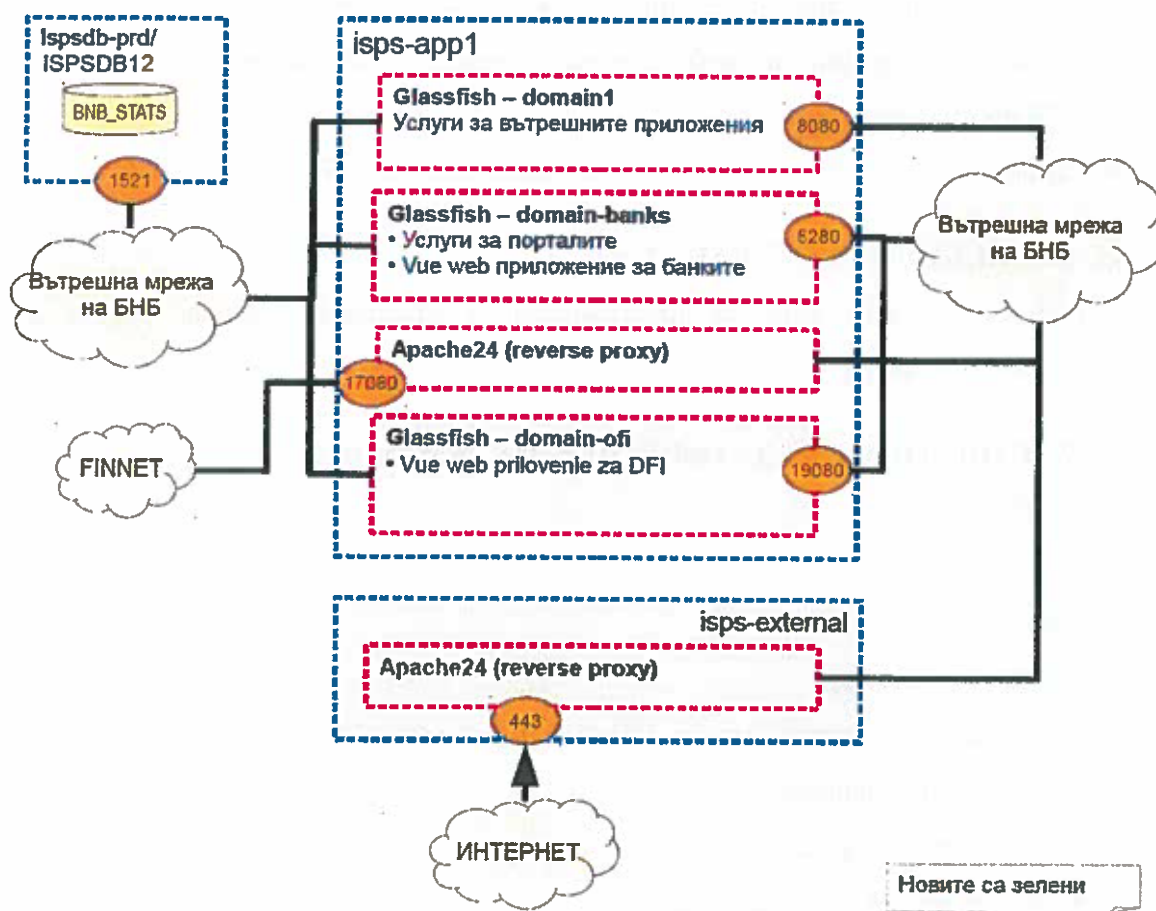 Ispsdb-prd/
ISPSDB12
BNB_STATS
1521
Вътрешна мрежа
на БНБ
FINNET
isps-app1
Glassfish – domain1
Услуги за вътрешните приложения
8080
Glassfish – domain-banks
• Услуги за порталите
• Vue web приложение за банките
5280
Apache24 (reverse proxy)
17080
Glassfish – domain-ofi
• Vue web prilovenie za DFI
19080
Вътрешна мрежа
на БНБ
isps-external
Apache24 (reverse proxy)
443
ИНТЕРНЕТ
Новите са зелени